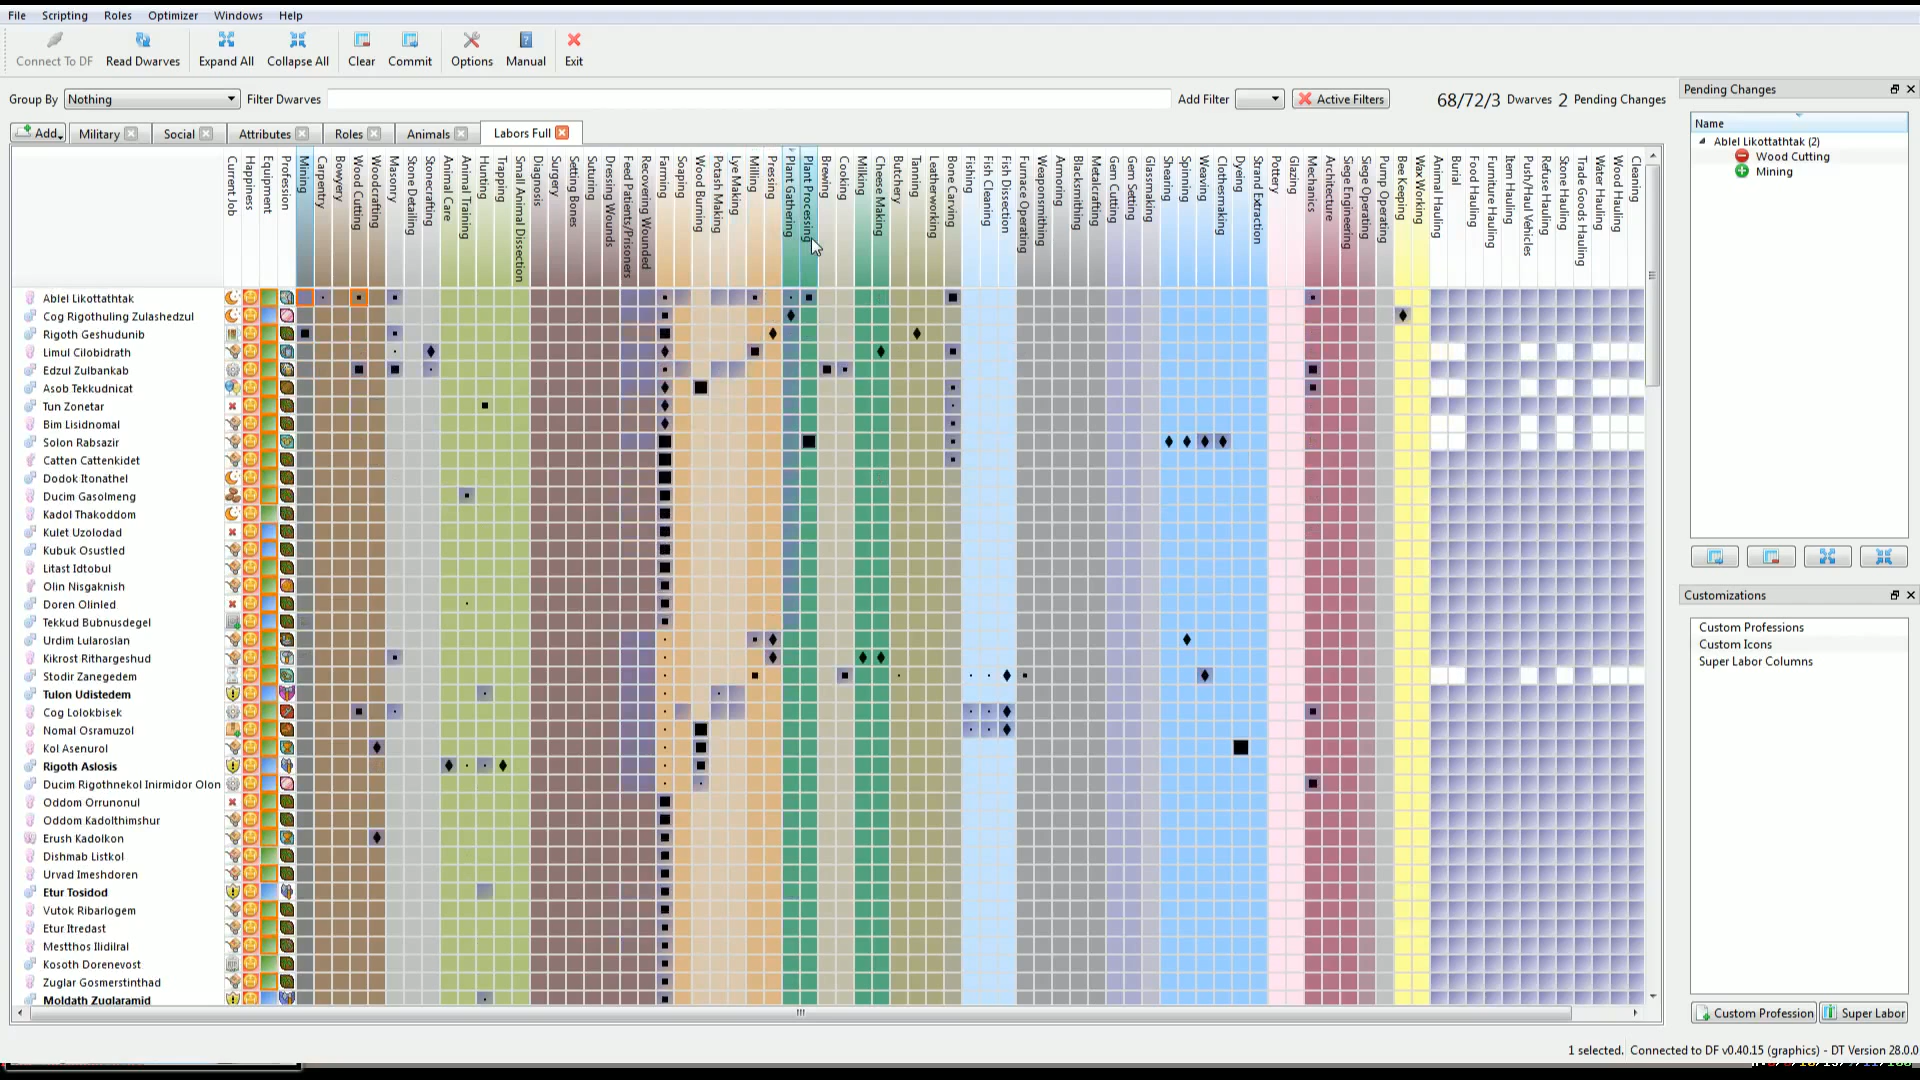 File Scripting Roles Optimizer Windows Help
Connect To DF Read Dwarves Expand All Collapse All Clear Commit Options Manual Exit
Group By Nothing Filter Dwarves Add Filter Active Filters 68/72/3 Dwarves 2 Pending Changes
Add Military Social Attributes Roles Animals Labors Full
Current Job
Happiness
Equipment
Profession
Mining
Carpentry
Bowyery
Wood Cutting
Woodcrafting
Masonry
Stone Detailing
Stonecrafting
Animal Care
Animal Training
Hunting
Trapping
Small Animal Dissection
Diagnosis
Surgery
Setting Bones
Suturing
Dressing Wounds
Feed Patients/Prisoners
Recovering Wounded
Farming
Soaping
Wood Burning
Potash Making
Lye Making
Milling
Pressing
Plant Gathering
Plant Processing
Brewing
Cooking
Milking
Cheese Making
Butchery
Tanning
Leatherworking
Bone Carving
Fishing
Fish Cleaning
Fish Dissection
Furnace Operating
Weaponsmithing
Armoring
Blacksmithing
Metalcrafting
Gem Cutting
Gem Setting
Glassmaking
Shearing
Spinning
Weaving
Clothesmaking
Dyeing
Strand Extraction
Pottery
Glazing
Mechanics
Architecture
Siege Engineering
Siege Operating
Pump Operating
Bee Keeping
Wax Working
Animal Hauling
Burial
Food Hauling
Furniture Hauling
Item Hauling
Push/Haul Vehicles
Refuse Hauling
Stone Hauling
Trade Goods Hauling
Water Hauling
Wood Hauling
Cleaning
Ablel Likottathtak
Cog Rigothuling Zulashedzul
Rigoth Geshudunib
Limul Cilobidrath
Edzul Zulbankab
Asob Tekkudnicat
Tun Zonetar
Bim Lisidnomal
Solon Rabsazir
Catten Cattenkidet
Dodok Itonathel
Ducim Gasolmeng
Kadol Thakoddom
Kulet Uzolodad
Kubuk Osustled
Litast Idtobul
Olin Nisgaknish
Doren Olinled
Tekkud Bubnusdegel
Urdim Lularoslan
Kikrost Rithargeshud
Stodir Zanegedem
Tulon Udistedem
Cog Lolokbisek
Nomal Osramuzol
Kol Asenurol
Rigoth Aslosis
Ducim Rigothnekol Inirmidor Olon
Oddom Orrunonul
Oddom Kadolthimshur
Erush Kadolkon
Dishmab Listkol
Urvad Imeshdoren
Etur Tosidod
Vutok Ribarlogem
Etur Itredast
Mestthos Ilidilral
Kosoth Dorenevost
Zuglar Gosmerstinthad
Moldath Zuglaramid
Pending Changes
Name
Ablel Likottathtak (2)
Wood Cutting
Mining
Customizations
Custom Professions
Custom Icons
Super Labor Columns
Custom Profession Super Labor
1 selected. Connected to DF v0.40.15 (graphics) - DT Version 28.0.0